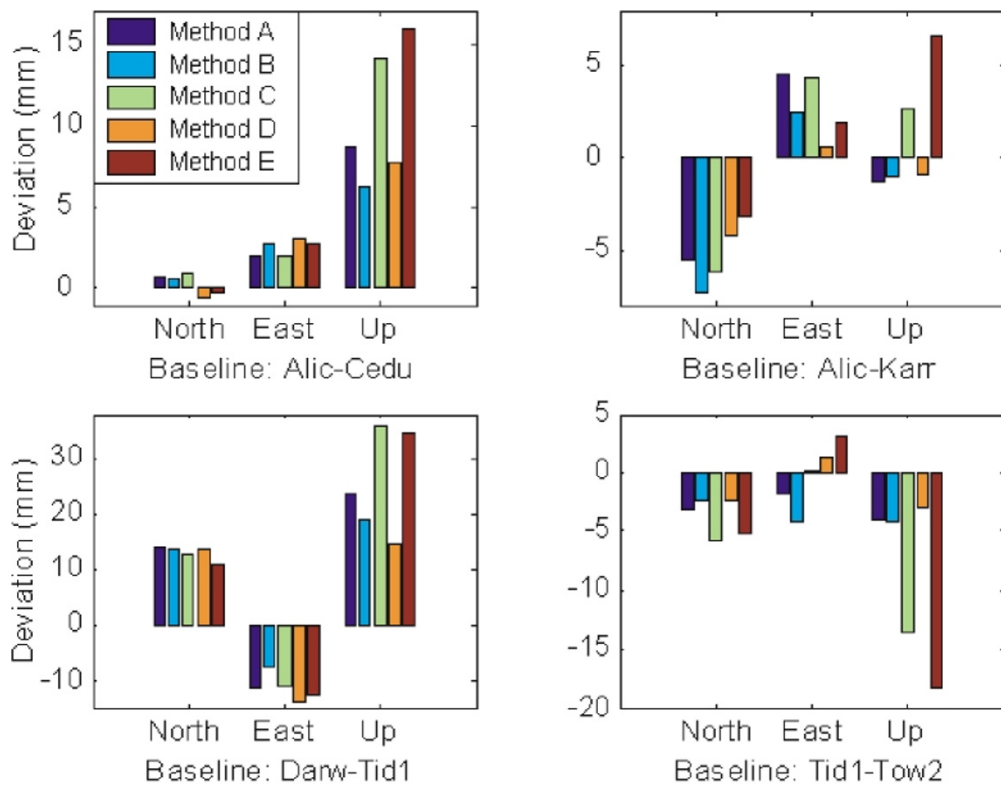 Deviation (mm)
15
10
5
0
Method A
Method B
Method C
Method D
Method E
North East Up
Baseline: Alic-Cedu
5
0
-5
North East Up
Baseline: Alic-Karr
Deviation (mm)
30
20
10
0
-10
North East Up
Baseline: Darw-Tid1
5
0
-5
-10
-15
-20
North East Up
Baseline: Tid1-Tow2